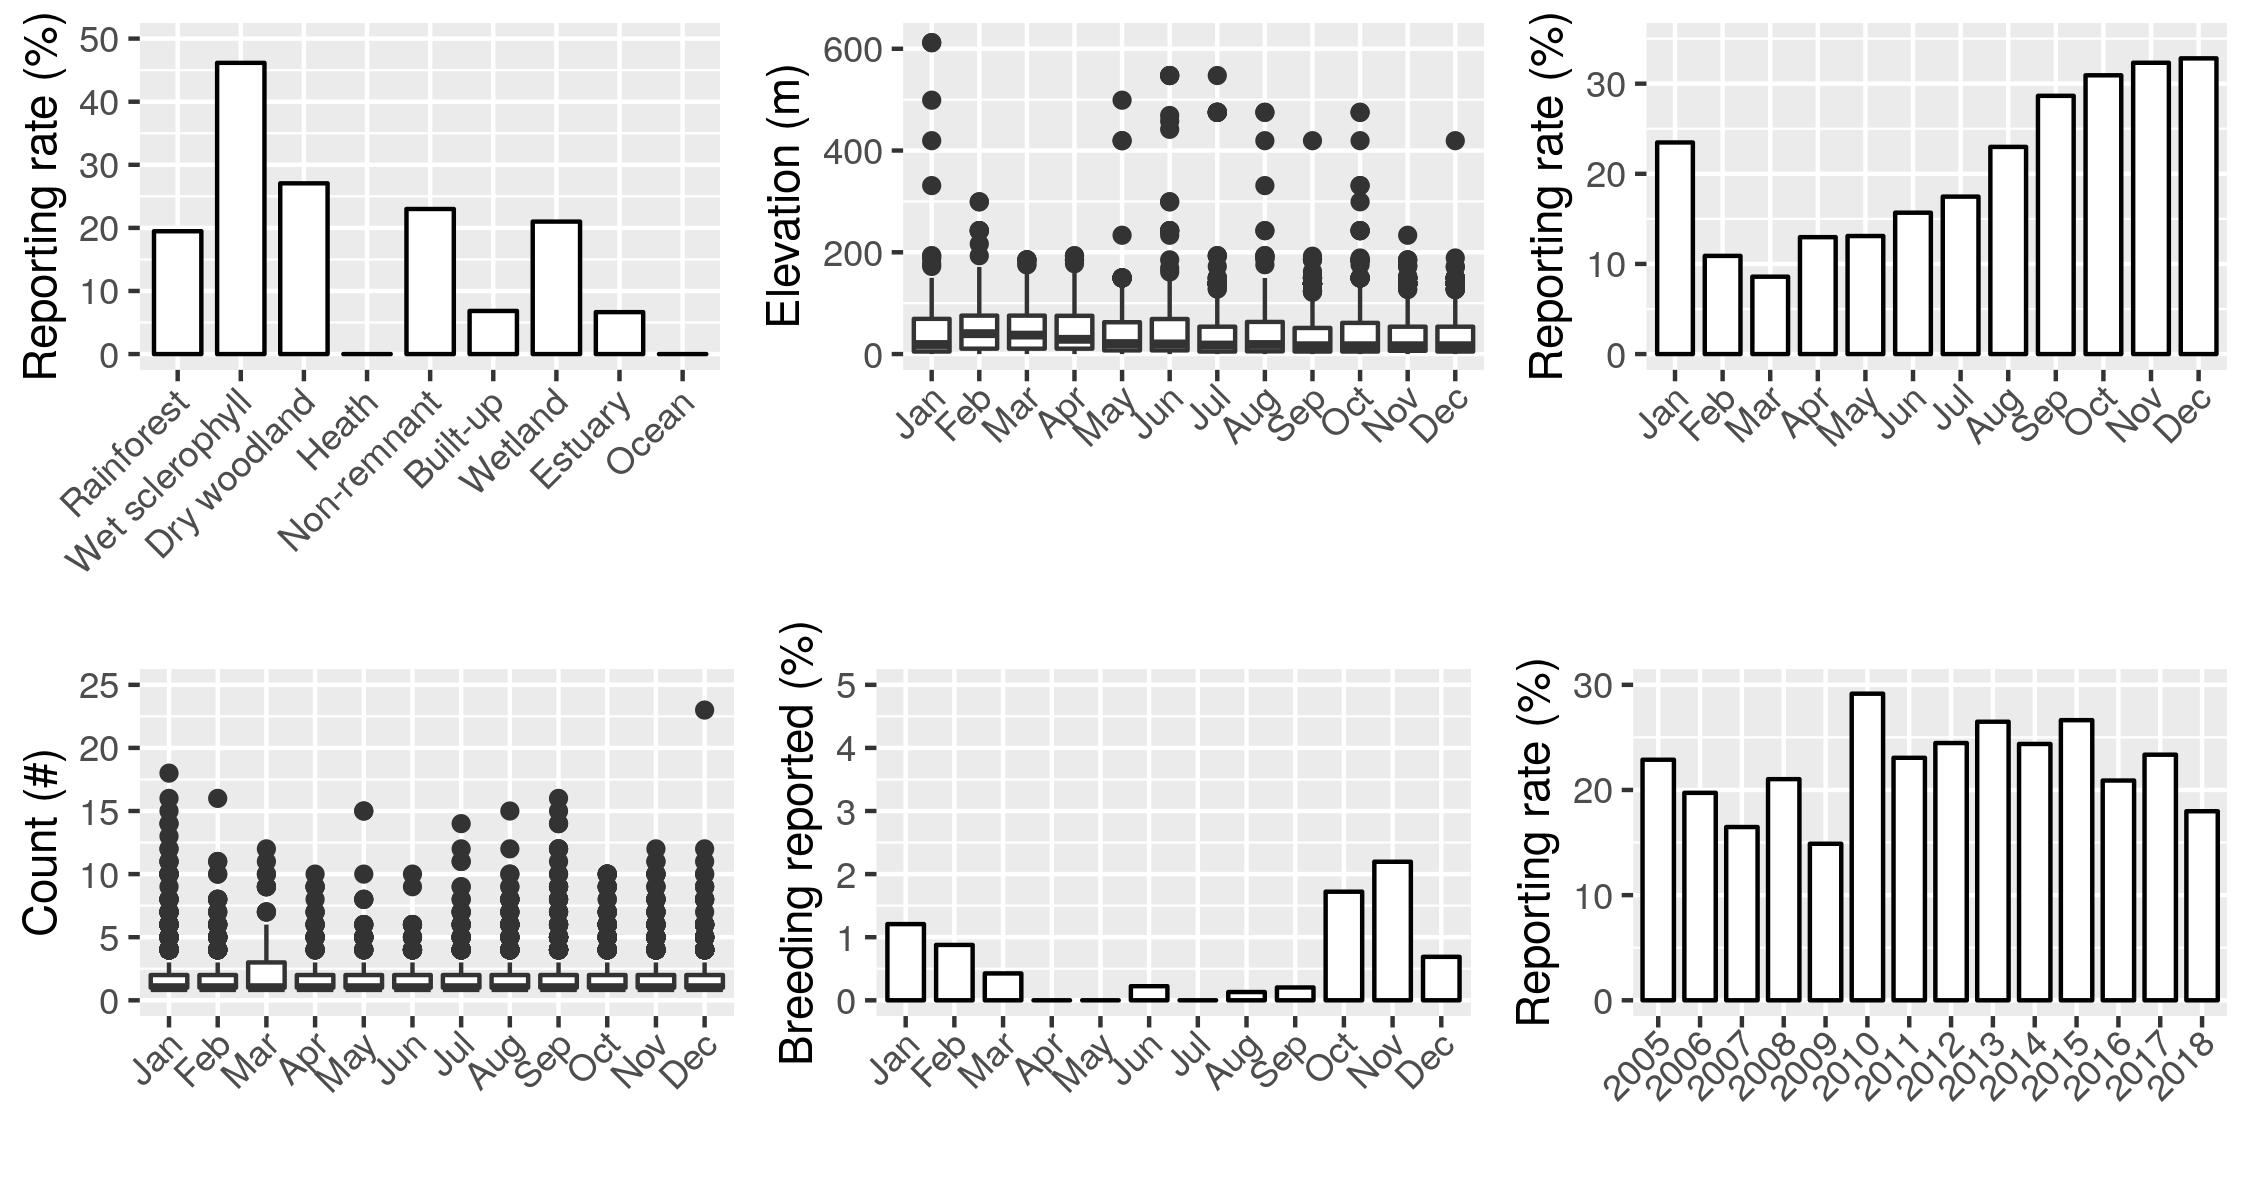 Reporting rate (%)
50
40
30
20
10
0
Rainforest
Wet sclerophyll
Dry woodland
Heath
Non-remnant
Built-up
Wetland
Estuary
Ocean
Elevation (m)
600
400
200
0
Jan
Feb
Mar
Apr
May
Jun
Jul
Aug
Sep
Oct
Nov
Dec
Reporting rate (%)
30
20
10
0
Jan
Feb
Mar
Apr
May
Jun
Jul
Aug
Sep
Oct
Nov
Dec
Count (#)
25
20
15
10
5
0
Jan
Feb
Mar
Apr
May
Jun
Jul
Aug
Sep
Oct
Nov
Dec
Breeding reported (%)
5
4
3
2
1
0
Jan
Feb
Mar
Apr
May
Jun
Jul
Aug
Sep
Oct
Nov
Dec
Reporting rate (%)
30
20
10
0
2005
2006
2007
2008
2009
2010
2011
2012
2013
2014
2015
2016
2017
2018